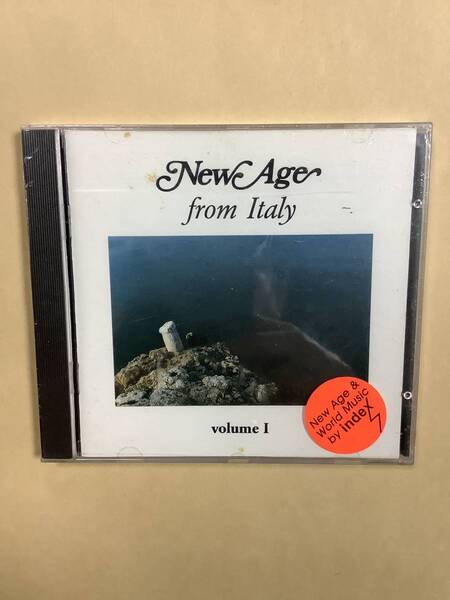 New Age
from Italy
volume I
New Age &
World Music
by index